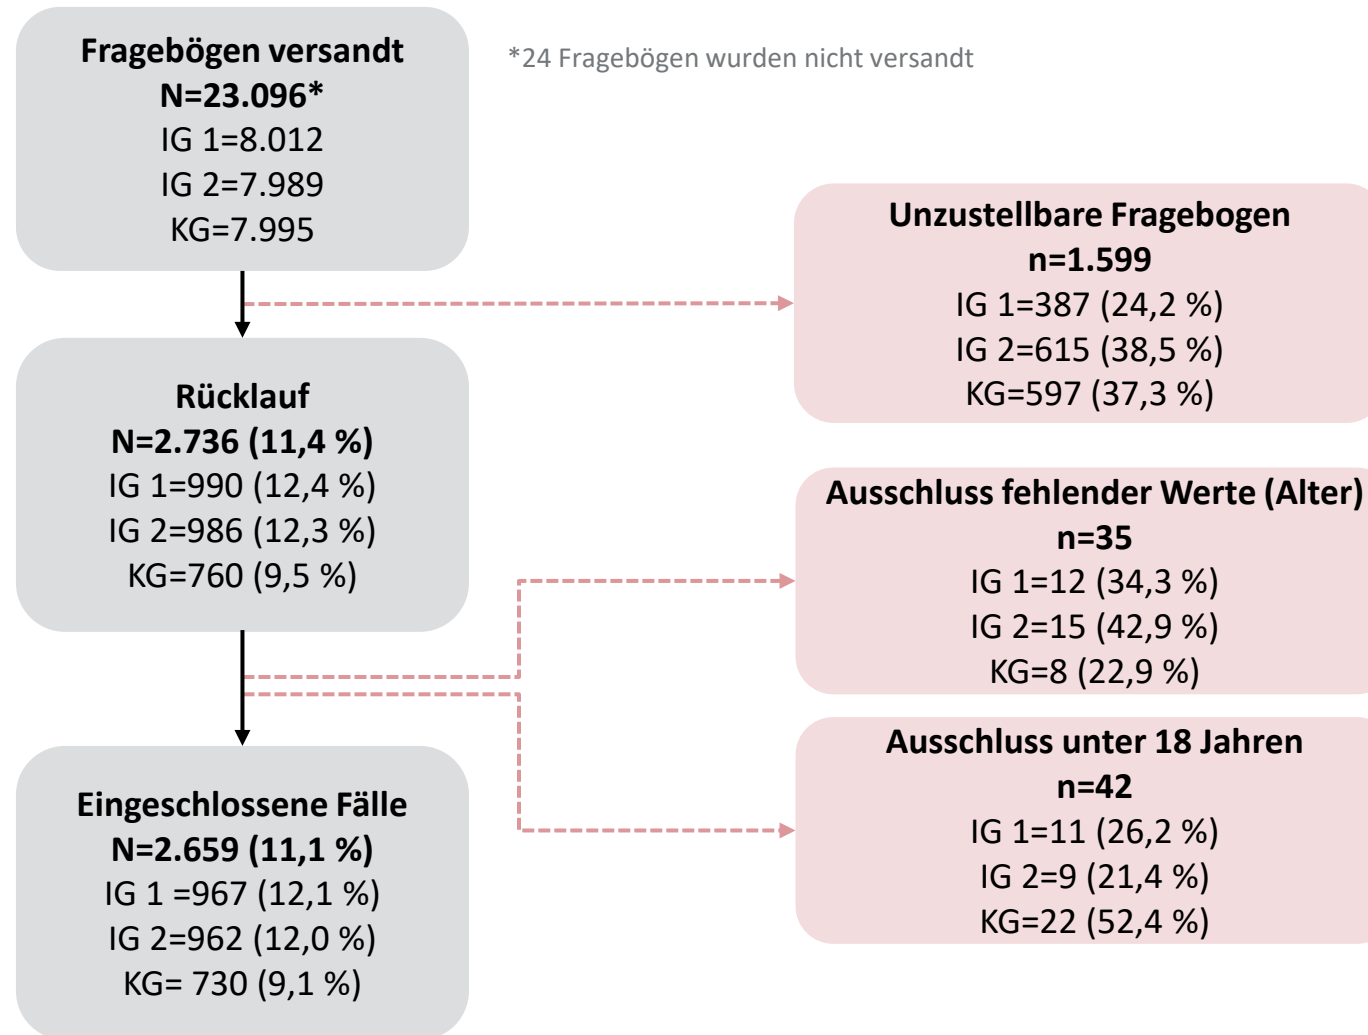 Fragebögen versandt
N=23.096*
IG 1=8.012
IG 2=7.989
KG=7.995
*24 Fragebögen wurden nicht versandt
Unzustellbare Fragebogen
n=1.599
IG 1=387 (24,2 %)
IG 2=615 (38,5 %)
KG=597 (37,3 %)
Rücklauf
N=2.736 (11,4 %)
IG 1=990 (12,4 %)
IG 2=986 (12,3 %)
KG=760 (9,5 %)
Ausschluss fehlender Werte (Alter)
n=35
IG 1=12 (34,3 %)
IG 2=15 (42,9 %)
KG=8 (22,9 %)
Ausschluss unter 18 Jahren
n=42
IG 1=11 (26,2 %)
IG 2=9 (21,4 %)
KG=22 (52,4 %)
Eingeschlossene Fälle
N=2.659 (11,1 %)
IG 1 =967 (12,1 %)
IG 2=962 (12,0 %)
KG= 730 (9,1 %)